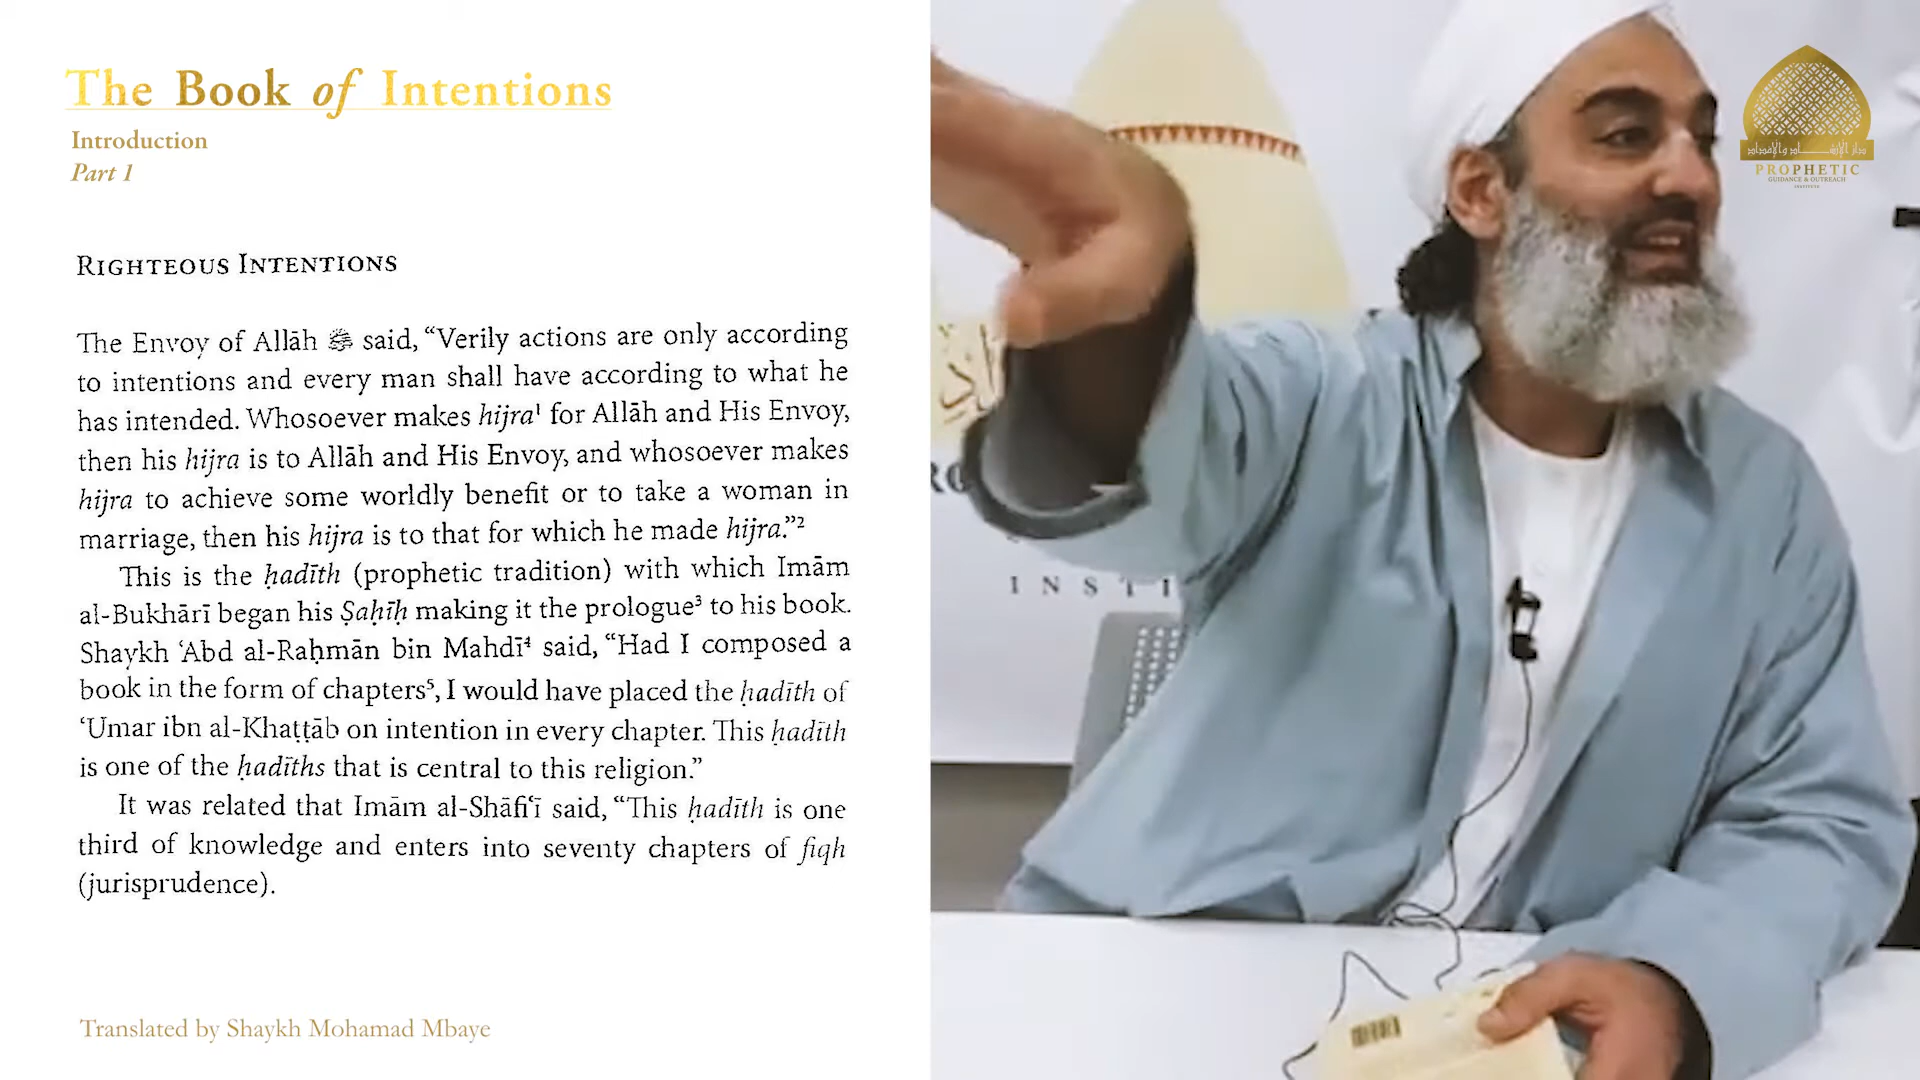 The Book of Intentions
Introduction
Part 1
RIGHTEOUS INTENTIONS
The Envoy of Allāh ﷺ said, “Verily actions are only according
to intentions and every man shall have according to what he
has intended. Whosoever makes hijra¹ for Allāh and His Envoy,
then his hijra is to Allāh and His Envoy, and whosoever makes
hijra to achieve some worldly benefit or to take a woman in
marriage, then his hijra is to that for which he made hijra.”²
This is the ḥadīth (prophetic tradition) with which Imām
al-Bukhārī began his Ṣaḥīḥ making it the prologue³ to his book.
Shaykh ‘Abd al-Raḥmān bin Mahdī⁴ said, “Had I composed a
book in the form of chapters⁵, I would have placed the ḥadīth of
‘Umar ibn al-Khaṭṭāb on intention in every chapter. This ḥadīth
is one of the ḥadīths that is central to this religion.”
It was related that Imām al-Shāfi‘ī said, “This ḥadīth is one
third of knowledge and enters into seventy chapters of fiqh
(jurisprudence).
Translated by Shaykh Mohamad Mbaye
PROPHETIC
GUIDANCE & OUTREACH
INSTITUTE
INSTI